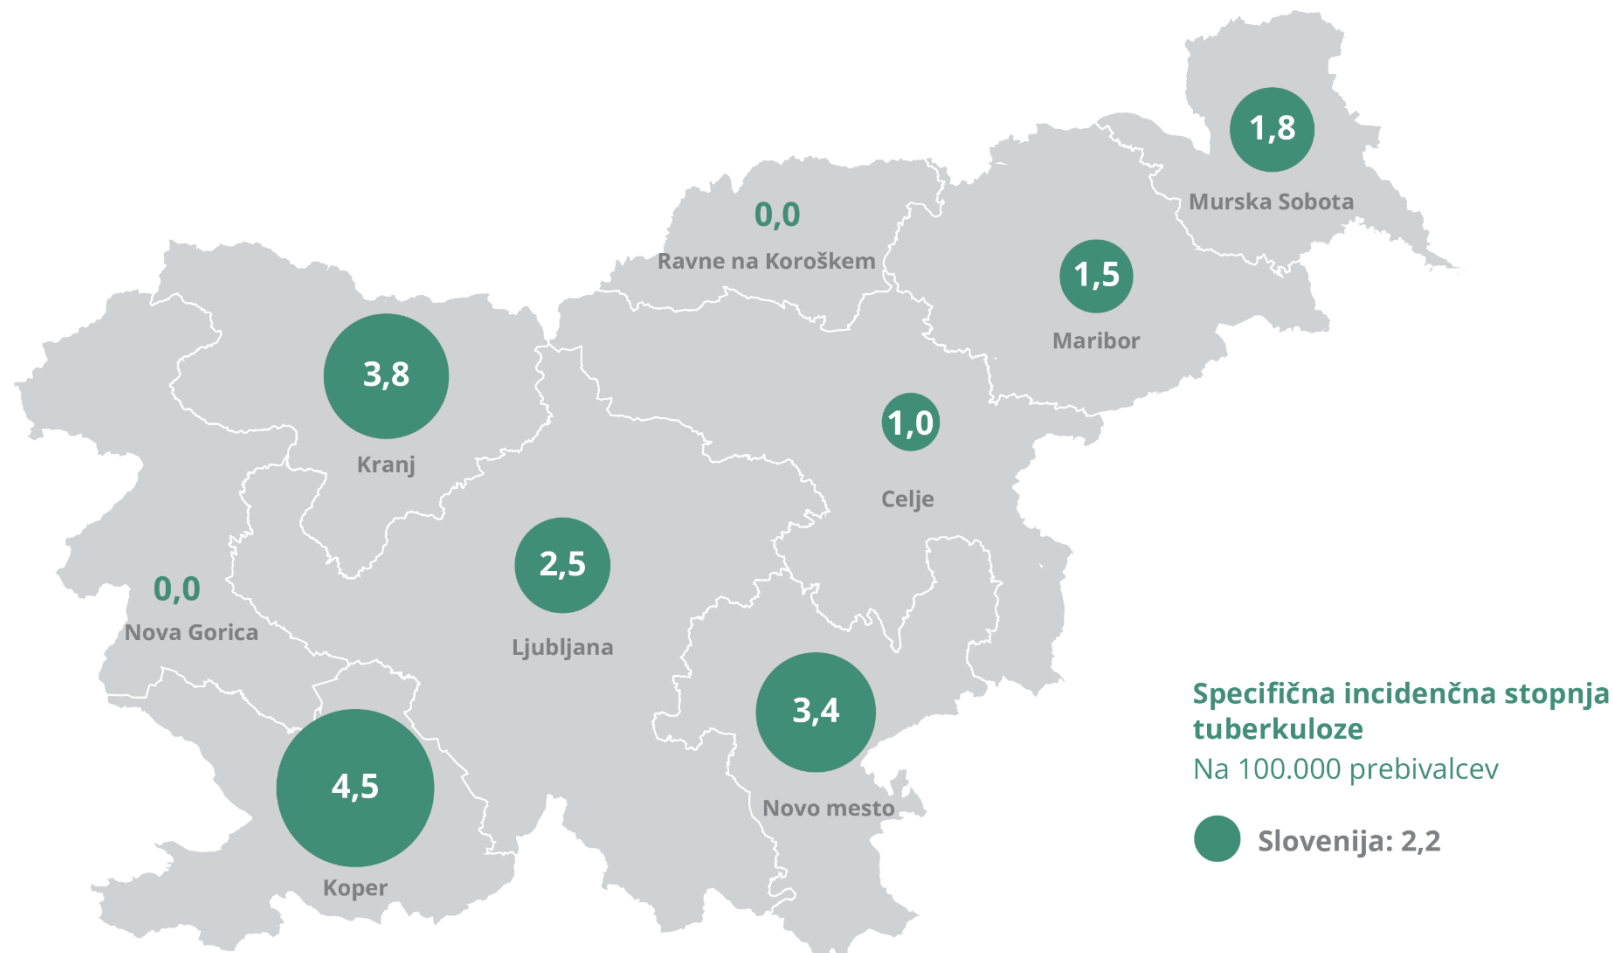 1,8
Murska Sobota
0,0
Ravne na Koroškem
1,5
Maribor
3,8
Kranj
1,0
Celje
2,5
Ljubljana
0,0
Nova Gorica
3,4
Novo mesto
4,5
Koper
Specifična incidenčna stopnja
tuberkuloze
Na 100.000 prebivalcev
Slovenija: 2,2